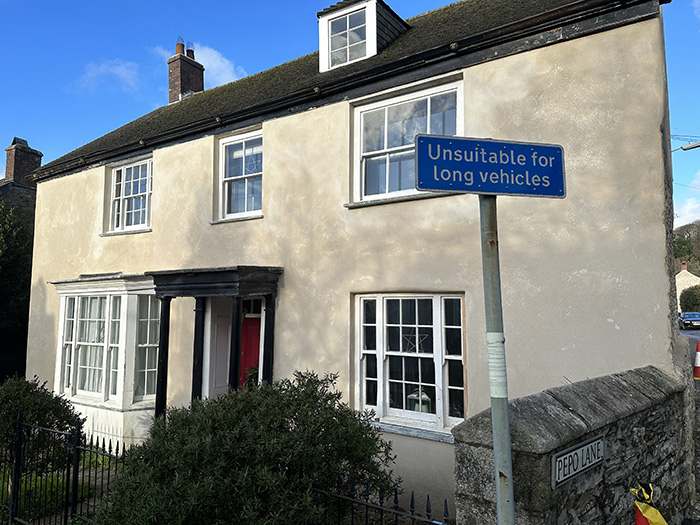 Unsuitable for
long vehicles
PEPO LANE